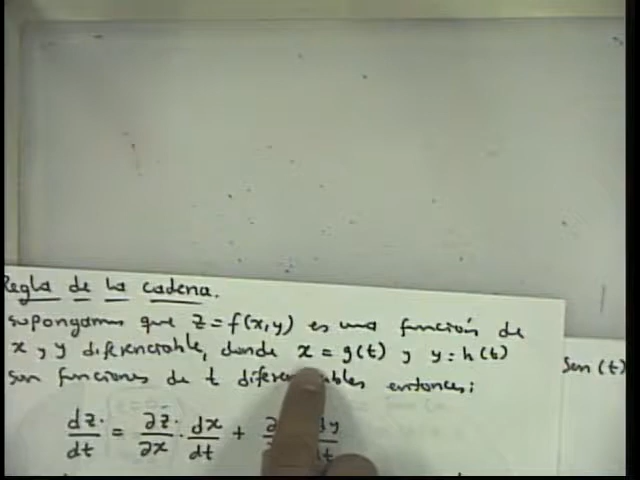 Regla de la cadena.
supongamos que z = f(x,y) es una función de
x, y diferenciable, donde x = g(t) y y = h(t)
Sen (t)
son funciones de t diferenciables entonces:
dz/dt = ∂z/∂x · dx/dt +